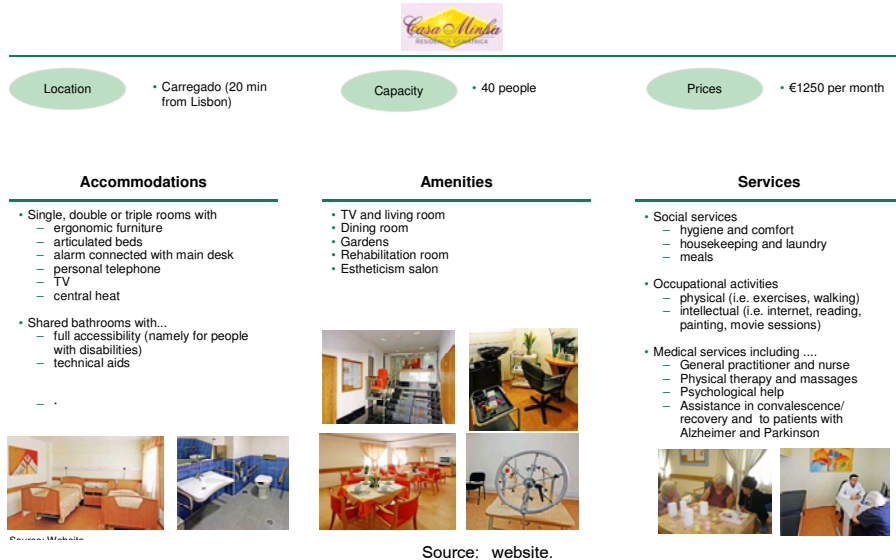 Casa Minha
RESIDÊNCIA GERIÁTRICA
Location
• Carregado (20 min
from Lisbon)
Capacity
• 40 people
Prices
• €1250 per month
Accommodations
• Single, double or triple rooms with
– ergonomic furniture
– articulated beds
– alarm connected with main desk
– personal telephone
– TV
– central heat
• Shared bathrooms with...
– full accessibility (namely for people
with disabilities)
– technical aids
– .
Amenities
• TV and living room
• Dining room
• Gardens
• Rehabilitation room
• Estheticism salon
Services
• Social services
– hygiene and comfort
– housekeeping and laundry
– meals
• Occupational activities
– physical (i.e. exercises, walking)
– intellectual (i.e. internet, reading,
painting, movie sessions)
• Medical services including ....
– General practitioner and nurse
– Physical therapy and massages
– Psychological help
– Assistance in convalescence/
recovery and to patients with
Alzheimer and Parkinson
Source: Website
Source: website.